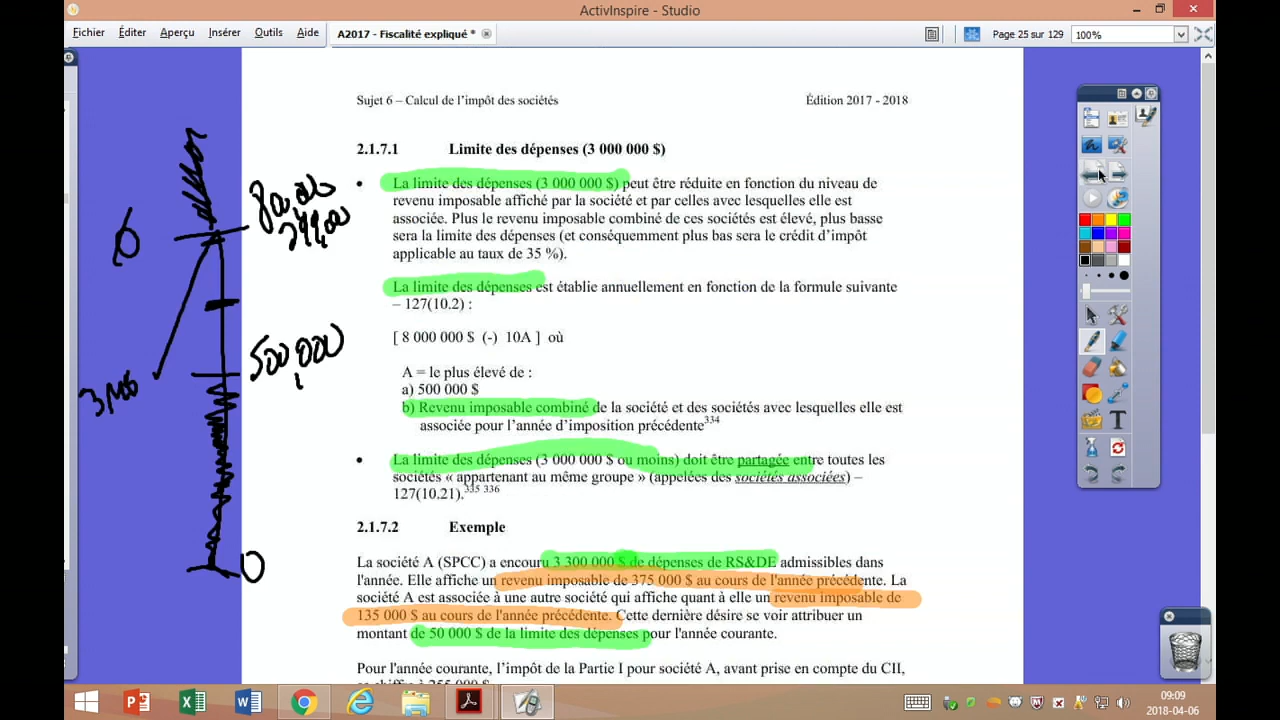 ActivInspire - Studio
Fichier Éditer Aperçu Insérer Outils Aide A2017 - Fiscalité expliqué * Page 25 sur 129 100%
Sujet 6 – Calcul de l’impôt des sociétés Édition 2017 - 2018
2.1.7.1 Limite des dépenses (3 000 000 $)
• La limite des dépenses (3 000 000 $) peut être réduite en fonction du niveau de
revenu imposable affiché par la société et par celles avec lesquelles elle est
associée. Plus le revenu imposable combiné de ces sociétés est élevé, plus basse
sera la limite des dépenses (et conséquemment plus bas sera le crédit d’impôt
applicable au taux de 35 %).
La limite des dépenses est établie annuellement en fonction de la formule suivante
– 127(10.2) :
[ 8 000 000 $ (-) 10A ] où
A = le plus élevé de :
a) 500 000 $
b) Revenu imposable combiné de la société et des sociétés avec lesquelles elle est
associée pour l’année d’imposition précédente334
• La limite des dépenses (3 000 000 $ ou moins) doit être partagée entre toutes les
sociétés « appartenant au même groupe » (appelées des sociétés associées) –
127(10.21).335 336
2.1.7.2 Exemple
La société A (SPCC) a encouru 3 300 000 $ de dépenses de RS&DE admissibles dans
l'année. Elle affiche un revenu imposable de 375 000 $ au cours de l'année précédente. La
société A est associée à une autre société qui affiche quant à elle un revenu imposable de
135 000 $ au cours de l'année précédente. Cette dernière désire se voir attribuer un
montant de 50 000 $ de la limite des dépenses pour l'année courante.
Pour l'année courante, l’impôt de la Partie I pour société A, avant prise en compte du CII,
500 000
0
09:09
2018-04-06